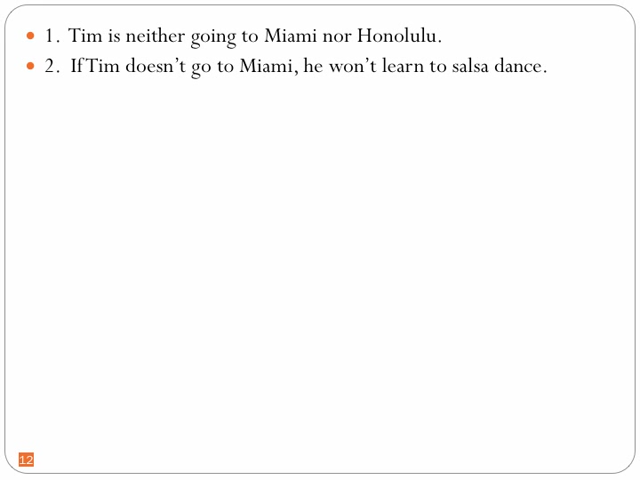 • 1. Tim is neither going to Miami nor Honolulu.
• 2. If Tim doesn’t go to Miami, he won’t learn to salsa dance.
12